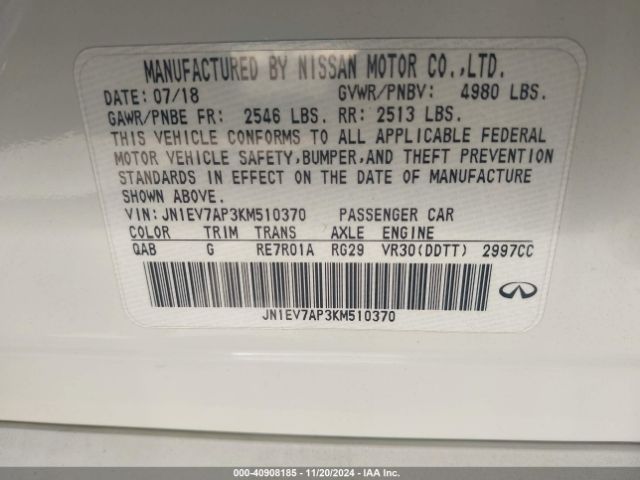 MANUFACTURED BY NISSAN MOTOR CO.,LTD.
DATE: 07/18 GVWR/PNBV: 4980 LBS.
GAWR/PNBE FR: 2546 LBS. RR: 2513 LBS.
THIS VEHICLE CONFORMS TO ALL APPLICABLE FEDERAL
MOTOR VEHICLE SAFETY,BUMPER,AND THEFT PREVENTION
STANDARDS IN EFFECT ON THE DATE OF MANUFACTURE
SHOWN ABOVE.
VIN: JN1EV7AP3KM510370 PASSENGER CAR
COLOR TRIM TRANS AXLE ENGINE
QAB G RE7R01A RG29 VR30(DDTT) 2997CC
JN1EV7AP3KM510370
000-40908185 - 11/20/2024 - IAA Inc.